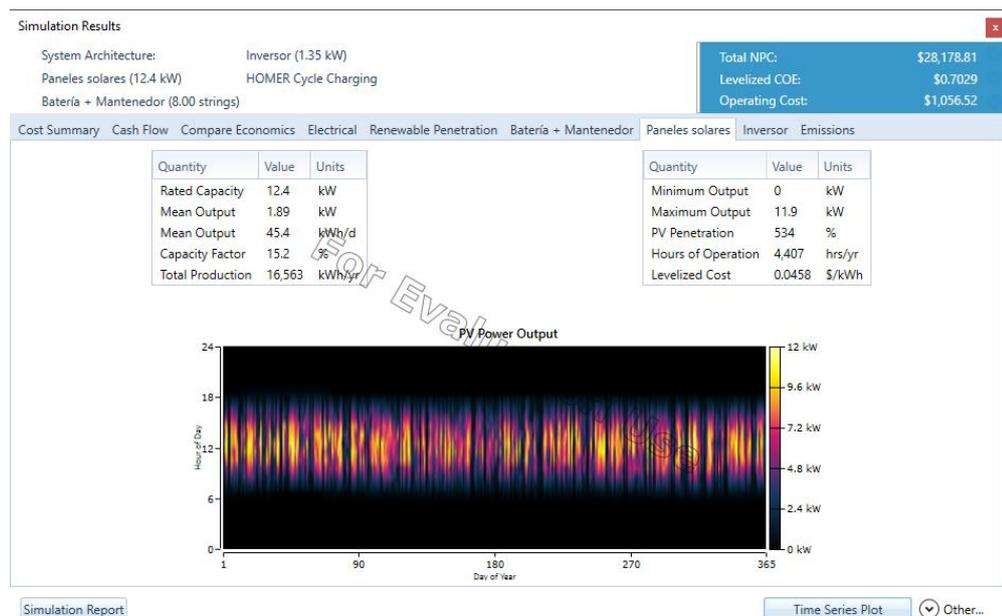 Simulation Results
x
System Architecture:
Inversor (1.35 kW)
Paneles solares (12.4 kW)
HOMER Cycle Charging
Batería + Mantenedor (8.00 strings)
Total NPC: $28,178.81
Levelized COE: $0.7029
Operating Cost: $1,056.52
Cost Summary Cash Flow Compare Economics Electrical Renewable Penetration Batería + Mantenedor Paneles solares Inversor Emissions
Quantity Value Units
Rated Capacity 12.4 kW
Mean Output 1.89 kW
Mean Output 45.4 kWh/d
Capacity Factor 15.2 %
Total Production 16,563 kWh/yr
Quantity Value Units
Minimum Output 0 kW
Maximum Output 11.9 kW
PV Penetration 534 %
Hours of Operation 4,407 hrs/yr
Levelized Cost 0.0458 $/kWh
For
PV Power Output
24
18
12
6
0
Hour of Day
1 90 180 270 365
Day of Year
12 kW
9.6 kW
7.2 kW
4.8 kW
2.4 kW
0 kW
Simulation Report
Time Series Plot
Other...